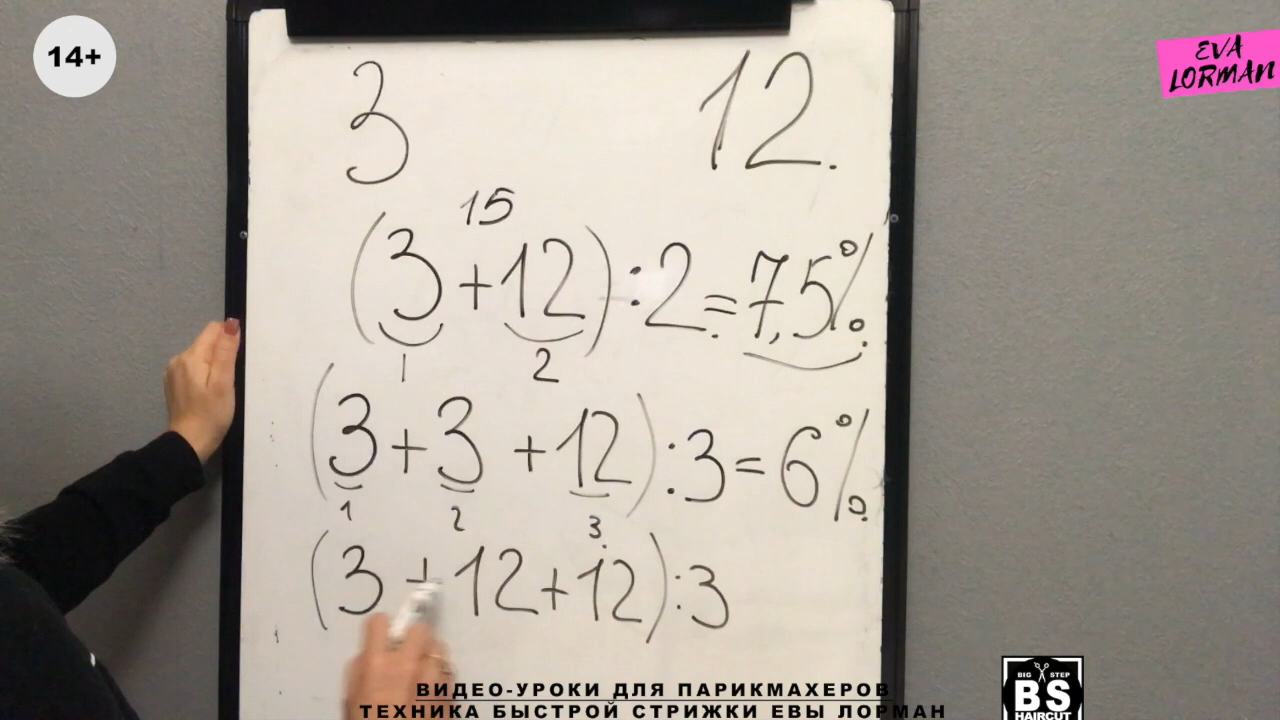 14+
EVA
LORMAN
3 12.
15
(3+12):2=7,5%.
1 2
(3+3+12):3=6%.
1 2 3.
(3+12+12):3
ВИДЕО-УРОКИ ДЛЯ ПАРИКМАХЕРОВ
ТЕХНИКА БЫСТРОЙ СТРИЖКИ ЕВЫ ЛОРМАН
BIG STEP
BS
HAIRCUT